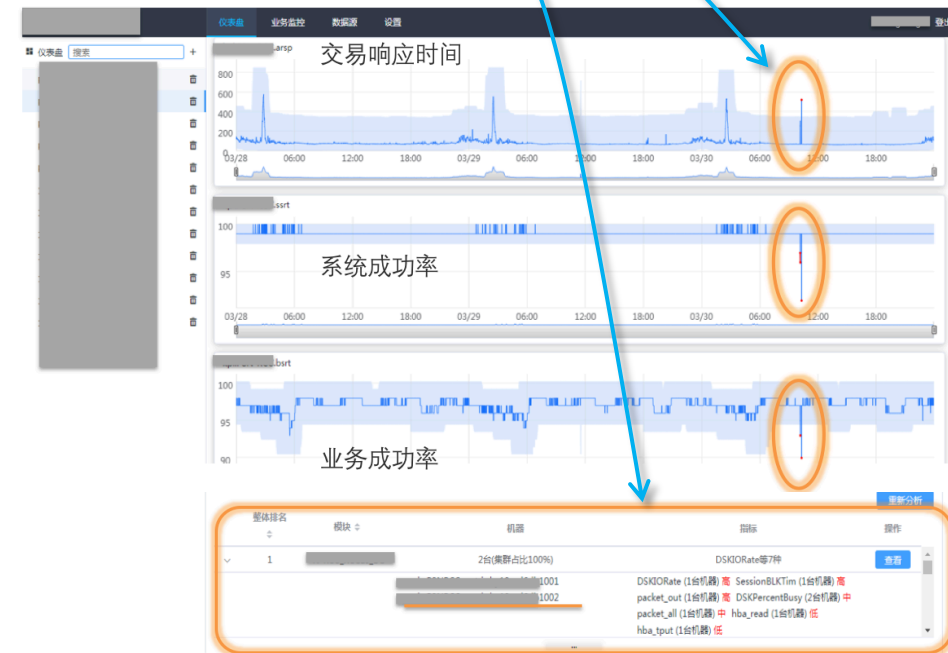 仪表盘 业务监控 数据源 设置 登出
仪表盘 搜索 +
.arsp
交易响应时间
800
600
400
200
0
03/28 06:00 12:00 18:00 03/29 06:00 12:00 18:00 03/30 06:00 12:00 18:00
.ssrt
100
95
系统成功率
03/28 06:00 12:00 18:00 03/29 06:00 12:00 18:00 03/30 06:00 12:00 18:00
.bsrt
100
95
90
业务成功率
重新分析
整体排名 模块 机器 指标 操作
1 2台(集群占比100%) DSKIORate等7种 查看
1001 DSKIORate (1台机器) 高 SessionBLKTim (1台机器) 高
1002 packet_out (1台机器) 高 DSKPercentBusy (2台机器) 中
packet_all (1台机器) 中 hba_read (1台机器) 低
hba_tput (1台机器) 低
...